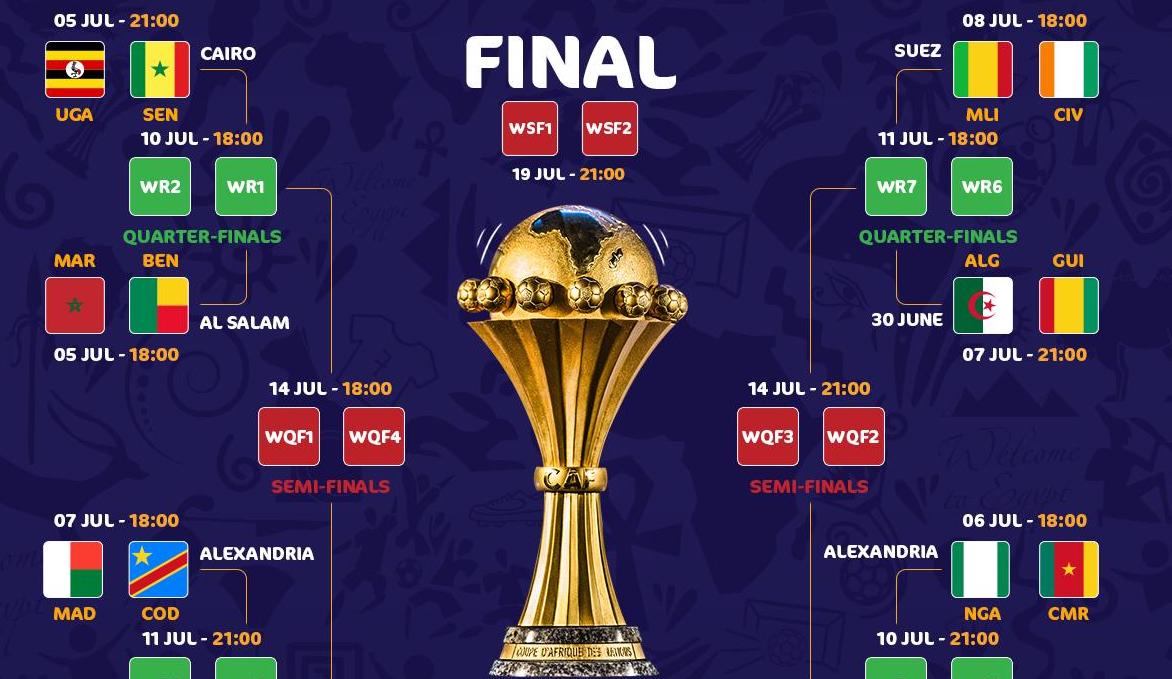 05 JUL - 21:00
CAIRO
UGA SEN
10 JUL - 18:00
WR2 WR1
QUARTER-FINALS
MAR BEN
AL SALAM
05 JUL - 18:00
14 JUL - 18:00
WQF1 WQF4
SEMI-FINALS
07 JUL - 18:00
ALEXANDRIA
MAD COD
11 JUL - 21:00
FINAL
WSF1 WSF2
19 JUL - 21:00
CAF
COUPE D'AFRIQUE DES NATIONS
08 JUL - 18:00
SUEZ
MLI CIV
11 JUL - 18:00
WR7 WR6
QUARTER-FINALS
ALG GUI
30 JUNE
07 JUL - 21:00
14 JUL - 21:00
WQF3 WQF2
SEMI-FINALS
Welcome
06 JUL - 18:00
ALEXANDRIA
NGA CMR
10 JUL - 21:00